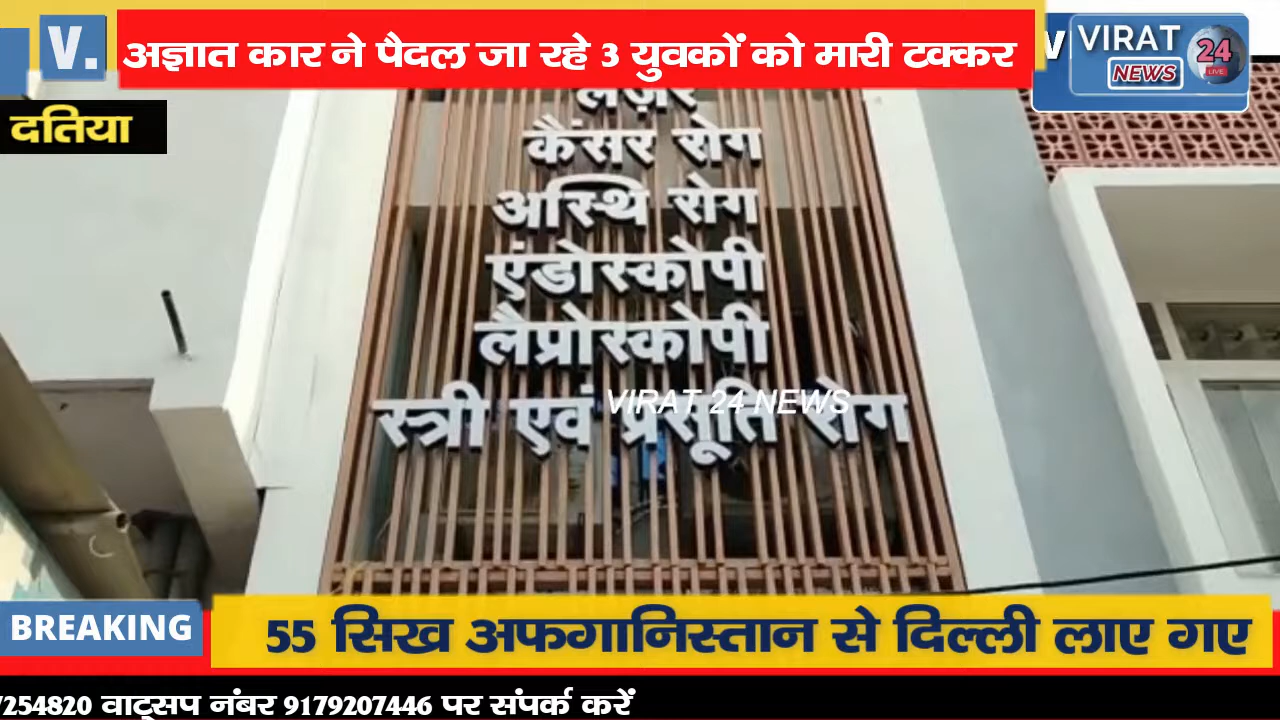 V.
अज्ञात कार ने पैदल जा रहे 3 युवकों को मारी टक्कर
V
VIRAT
24
NEWS
LIVE
दतिया
लेज़र
कैंसर रोग
अस्थि रोग
एंडोस्कोपी
लैप्रोस्कोपी
स्त्री एवं प्रसूति रोग
VIRAT 24 NEWS
BREAKING
55 सिख अफगानिस्तान से दिल्ली लाए गए
7254820 वाट्सप नंबर 9179207446 पर संपर्क करें